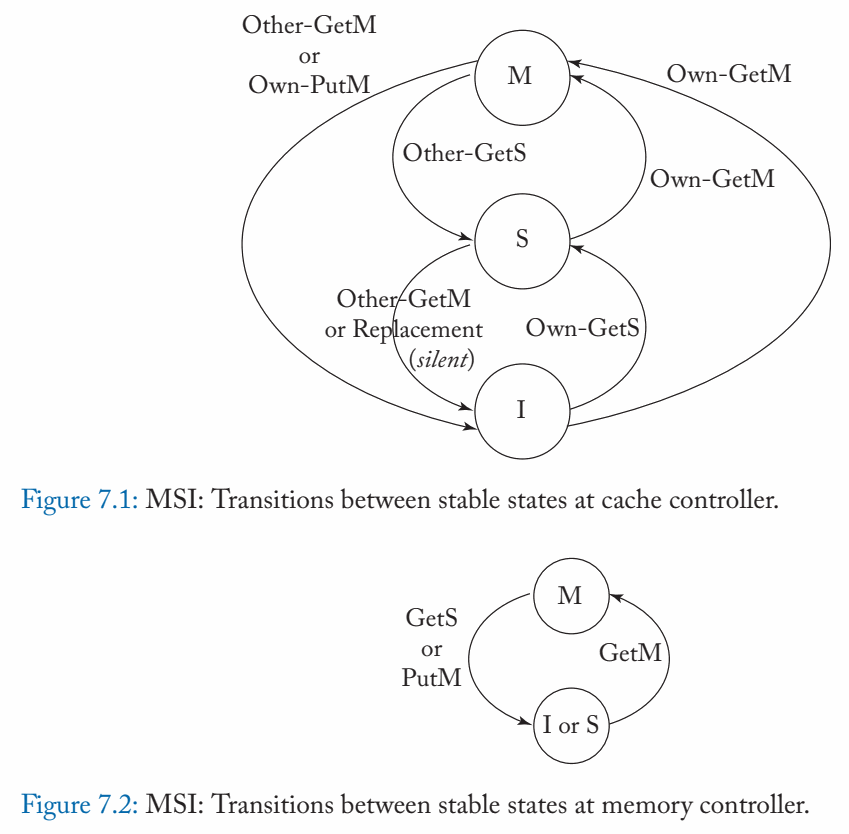 Other-GetM
or
Own-PutM
M
Own-GetM
Other-GetS
Own-GetM
S
Other-GetM
or Replacement
(silent)
Own-GetS
I
Figure 7.1: MSI: Transitions between stable states at cache controller.
M
GetS
or
PutM
GetM
I or S
Figure 7.2: MSI: Transitions between stable states at memory controller.